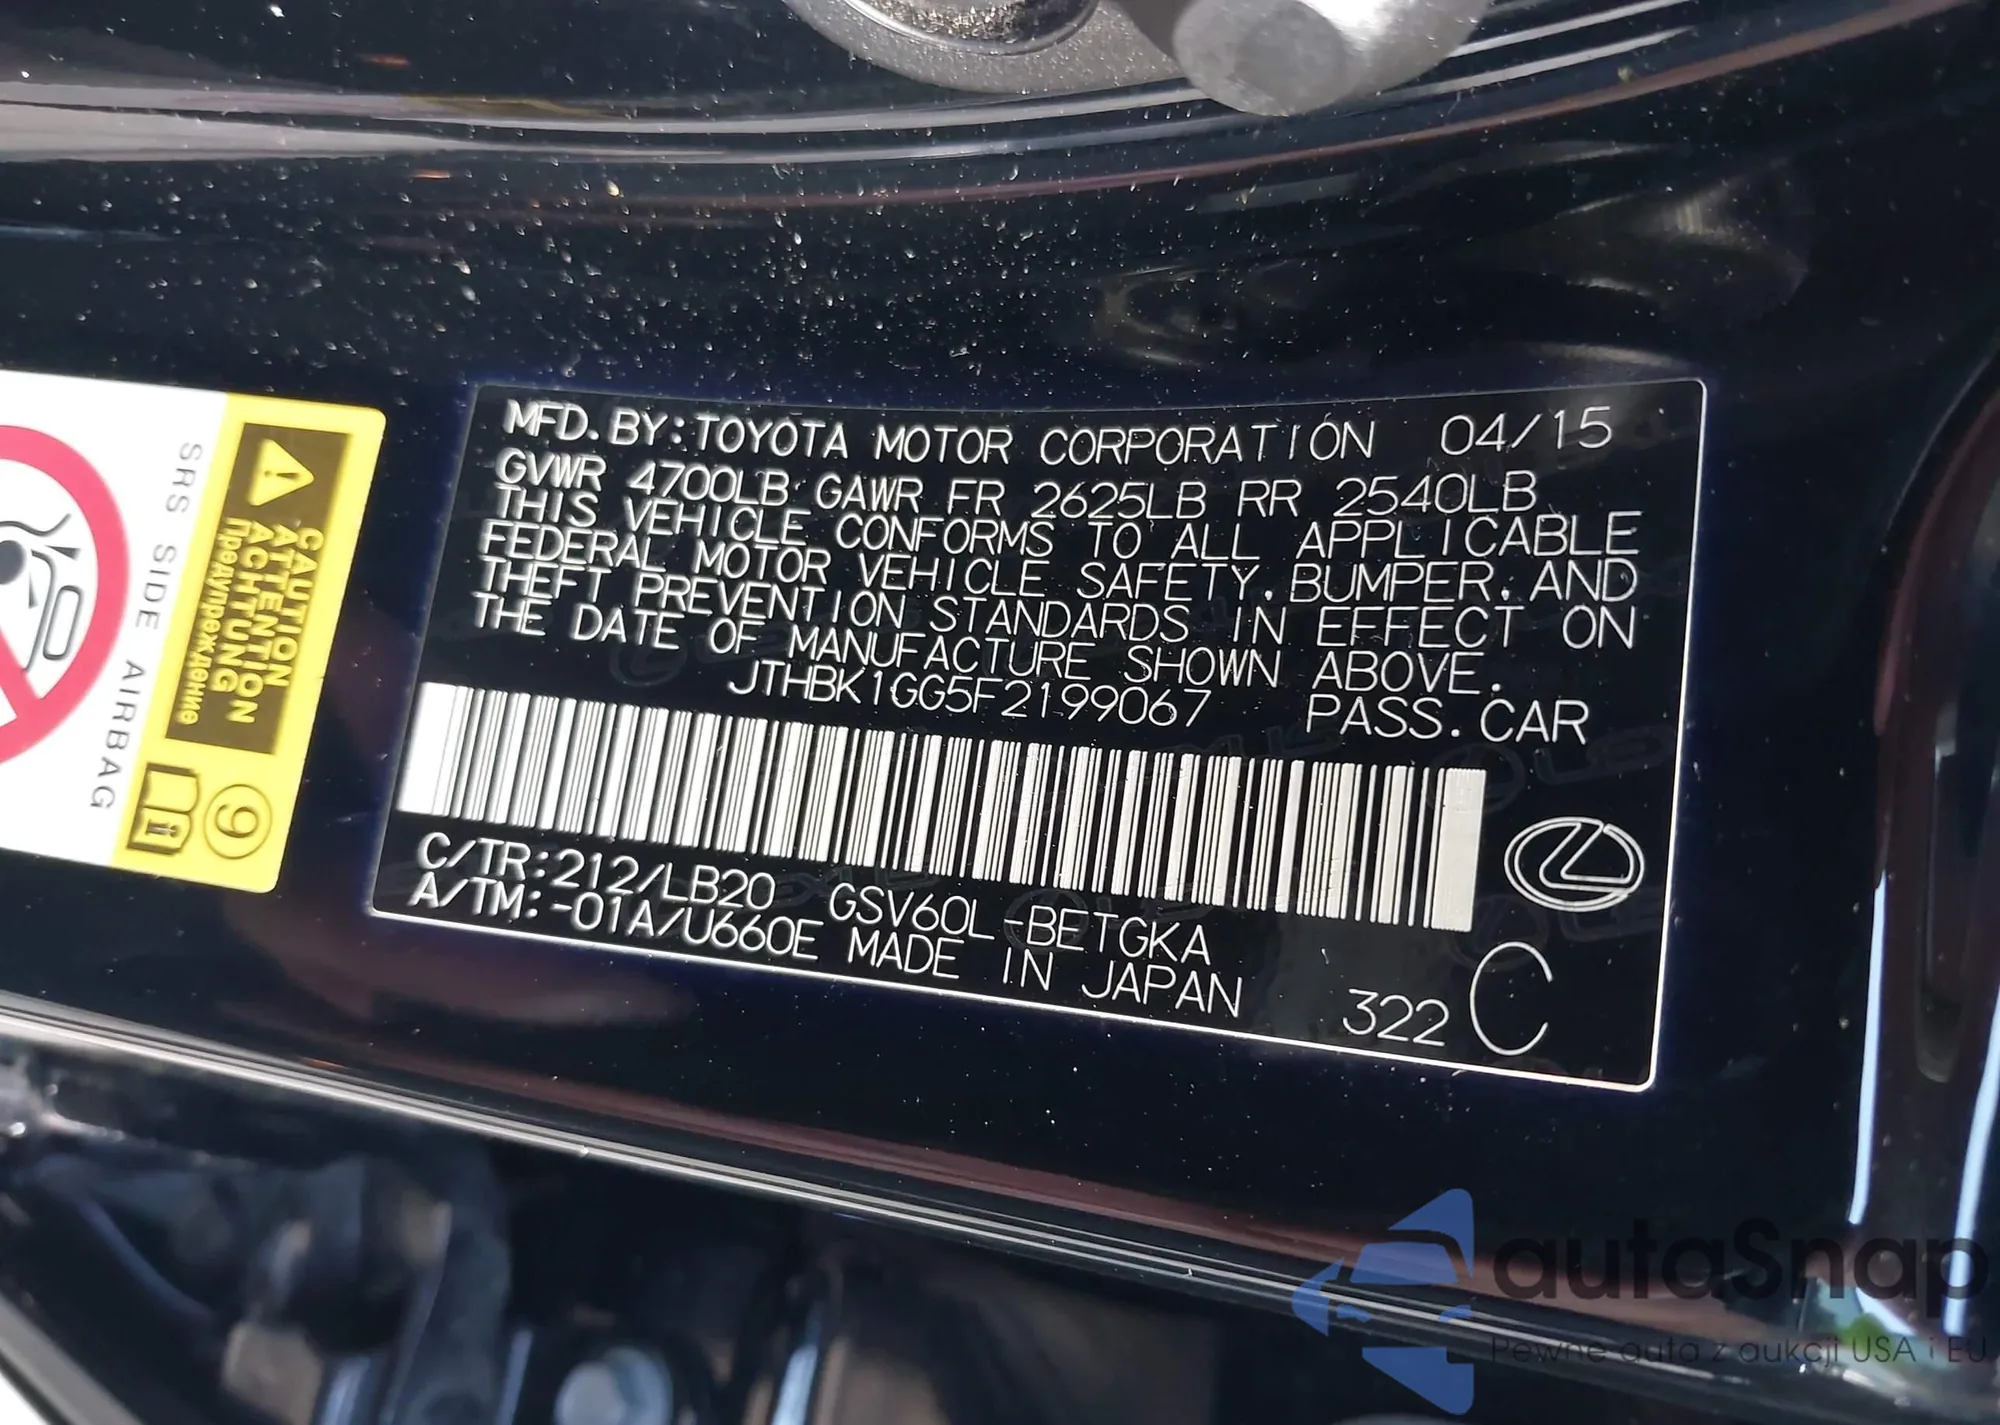 MFD.BY:TOYOTA MOTOR CORPORATION 04/15
GVWR 4700LB GAWR FR 2625LB RR 2540LB
THIS VEHICLE CONFORMS TO ALL APPLICABLE
FEDERAL MOTOR VEHICLE SAFETY,BUMPER,AND
THEFT PREVENTION STANDARDS IN EFFECT ON
THE DATE OF MANUFACTURE SHOWN ABOVE.
JTHBK1GG5F2199067 PASS.CAR
C/TR:212/LB20 GSV60L-BETGKA
A/TM:-01A/U660E MADE IN JAPAN 322 C
SRS SIDE AIRBAG
CAUTION
ATTENTION
ACHTUNG
Предупреждение
9
autaSnap
Pewne auta z aukcji USA i EU